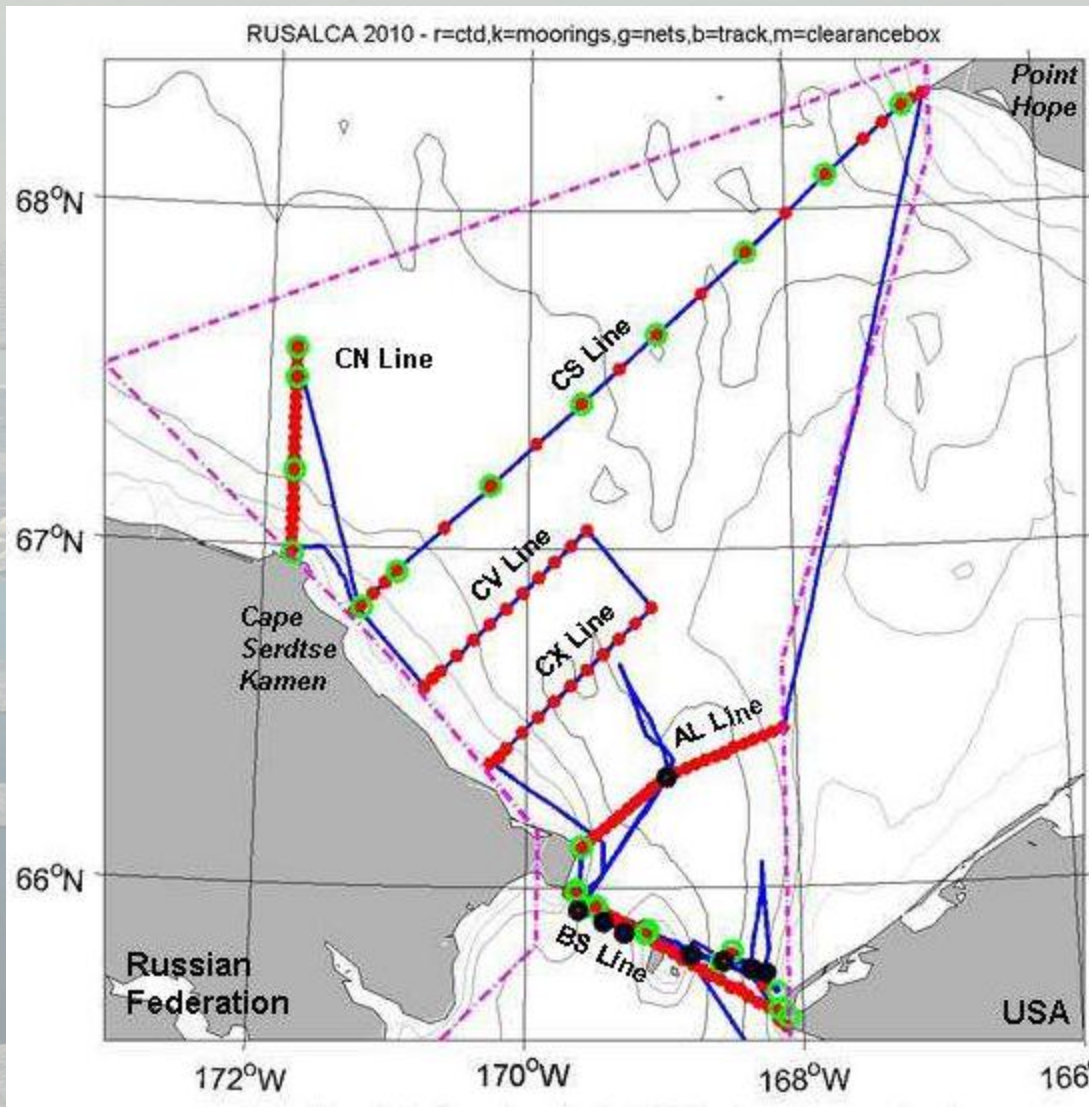 RUSALCA 2010 - r=ctd,k=moorings,g=nets,b=track,m=clearancebox
Point
Hope
68°N
CN Line
CS Line
67°N
CV Line
CX Line
Cape
Serdtse
Kamen
AL Line
66°N
BS Line
Russian
Federation
USA
172°W
170°W
168°W